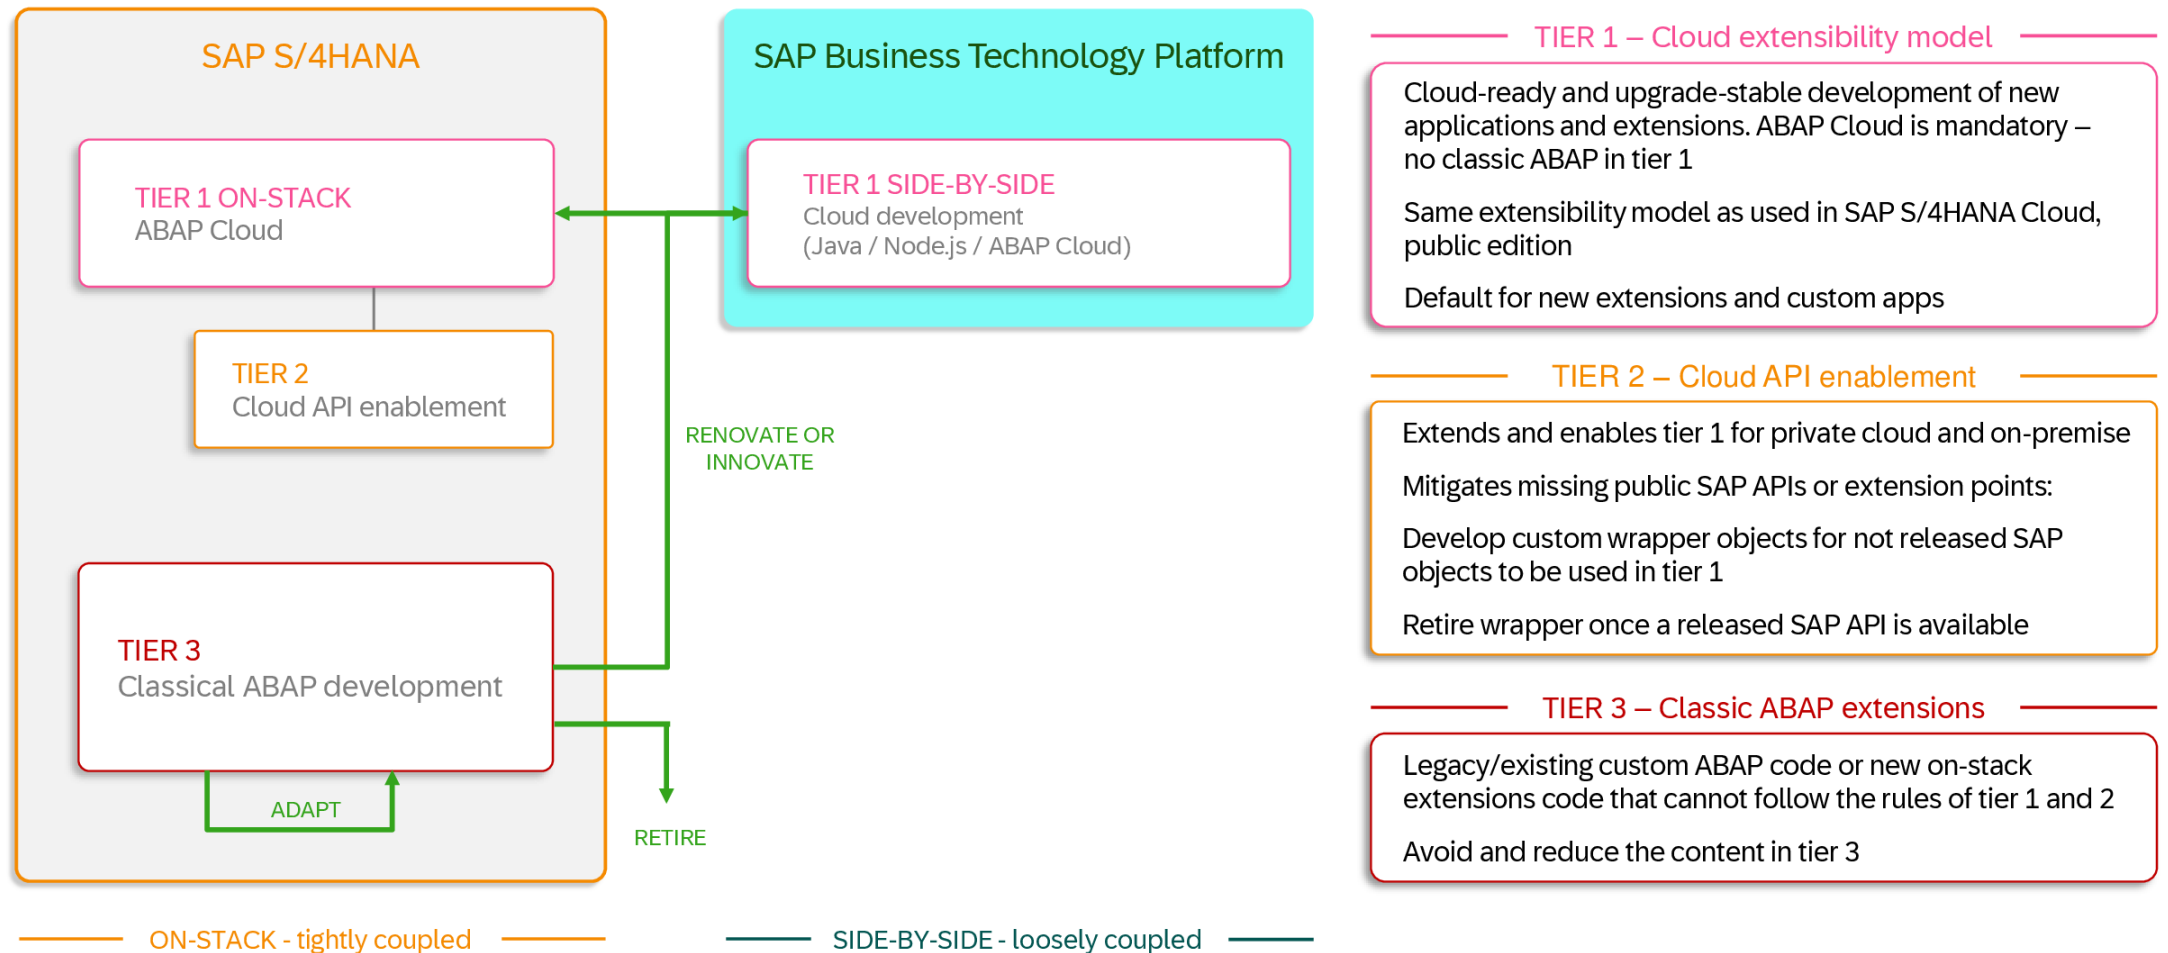 SAP S/4HANA
TIER 1 ON-STACK
ABAP Cloud
TIER 2
Cloud API enablement
TIER 3
Classical ABAP development
ADAPT
RENOVATE OR
INNOVATE
RETIRE
ON-STACK - tightly coupled
SAP Business Technology Platform
TIER 1 SIDE-BY-SIDE
Cloud development
(Java / Node.js / ABAP Cloud)
SIDE-BY-SIDE - loosely coupled
TIER 1 – Cloud extensibility model
Cloud-ready and upgrade-stable development of new
applications and extensions. ABAP Cloud is mandatory –
no classic ABAP in tier 1
Same extensibility model as used in SAP S/4HANA Cloud,
public edition
Default for new extensions and custom apps
TIER 2 – Cloud API enablement
Extends and enables tier 1 for private cloud and on-premise
Mitigates missing public SAP APIs or extension points:
Develop custom wrapper objects for not released SAP
objects to be used in tier 1
Retire wrapper once a released SAP API is available
TIER 3 – Classic ABAP extensions
Legacy/existing custom ABAP code or new on-stack
extensions code that cannot follow the rules of tier 1 and 2
Avoid and reduce the content in tier 3